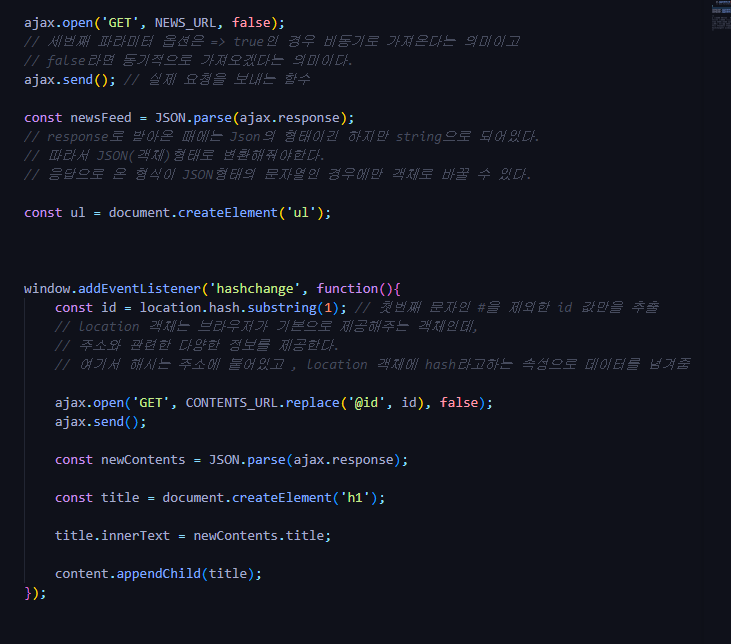 ajax.open('GET', NEWS_URL, false);
// 세번째 파라미터 옵션은 => true인 경우 비동기로 가져온다는 의미이고
// false라면 동기적으로 가져오겠다는 의미이다.
ajax.send(); // 실제 요청을 보내는 함수
const newsFeed = JSON.parse(ajax.response);
// response로 받아온 때에는 Json의 형태이긴 하지만 string으로 되어있다.
// 따라서 JSON(객체)형태로 변환해줘야한다.
// 응답으로 온 형식이 JSON형태의 문자열인 경우에만 객체로 바꿀 수 있다.
const ul = document.createElement('ul');
window.addEventListener('hashchange', function(){
const id = location.hash.substring(1); // 첫번째 문자인 #을 제외한 id 값만을 추출
// location 객체는 브라우저가 기본으로 제공해주는 객체인데,
// 주소와 관련한 다양한 정보를 제공한다.
// 여기서 해시는 주소에 붙어있고 , location 객체에 hash라고하는 속성으로 데이터를 넘겨줌
ajax.open('GET', CONTENTS_URL.replace('@id', id), false);
ajax.send();
const newContents = JSON.parse(ajax.response);
const title = document.createElement('h1');
title.innerText = newContents.title;
content.appendChild(title);
});